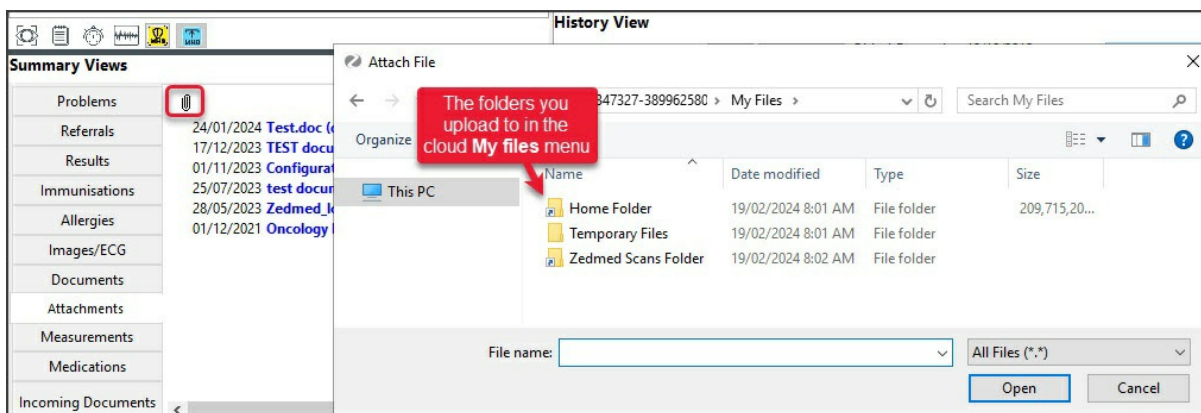 History View
MHR
Summary Views
Problems
Referrals
Results
Immunisations
Allergies
Images/ECG
Documents
Attachments
Measurements
Medications
Incoming Documents
24/01/2024 Test.doc
17/12/2023 TEST
01/11/2023
25/07/2023 test
28/05/2023
01/12/2021 Oncology
Attach File
347327-389962580 > My Files >
Search My Files
The folders you
upload to in the
cloud My files menu
Organize
This PC
Name Date modified Type Size
Home Folder 19/02/2024 8:01 AM File folder 209,715,20...
Temporary Files 19/02/2024 8:01 AM File folder
Zedmed Scans Folder 19/02/2024 8:02 AM File folder
File name:
All Files (*.*)
Open Cancel